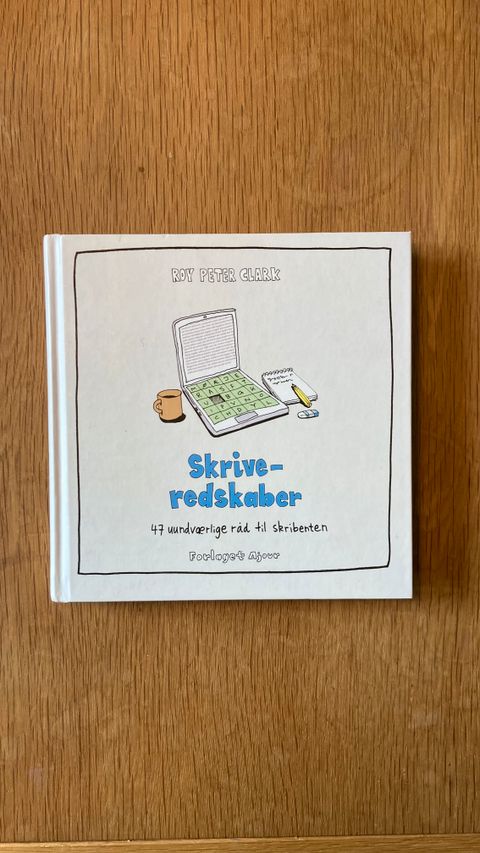 ROY PETER CLARK
Skrive-
redskaber
47 uundværlige råd til skribenten
Forlaget Ajour